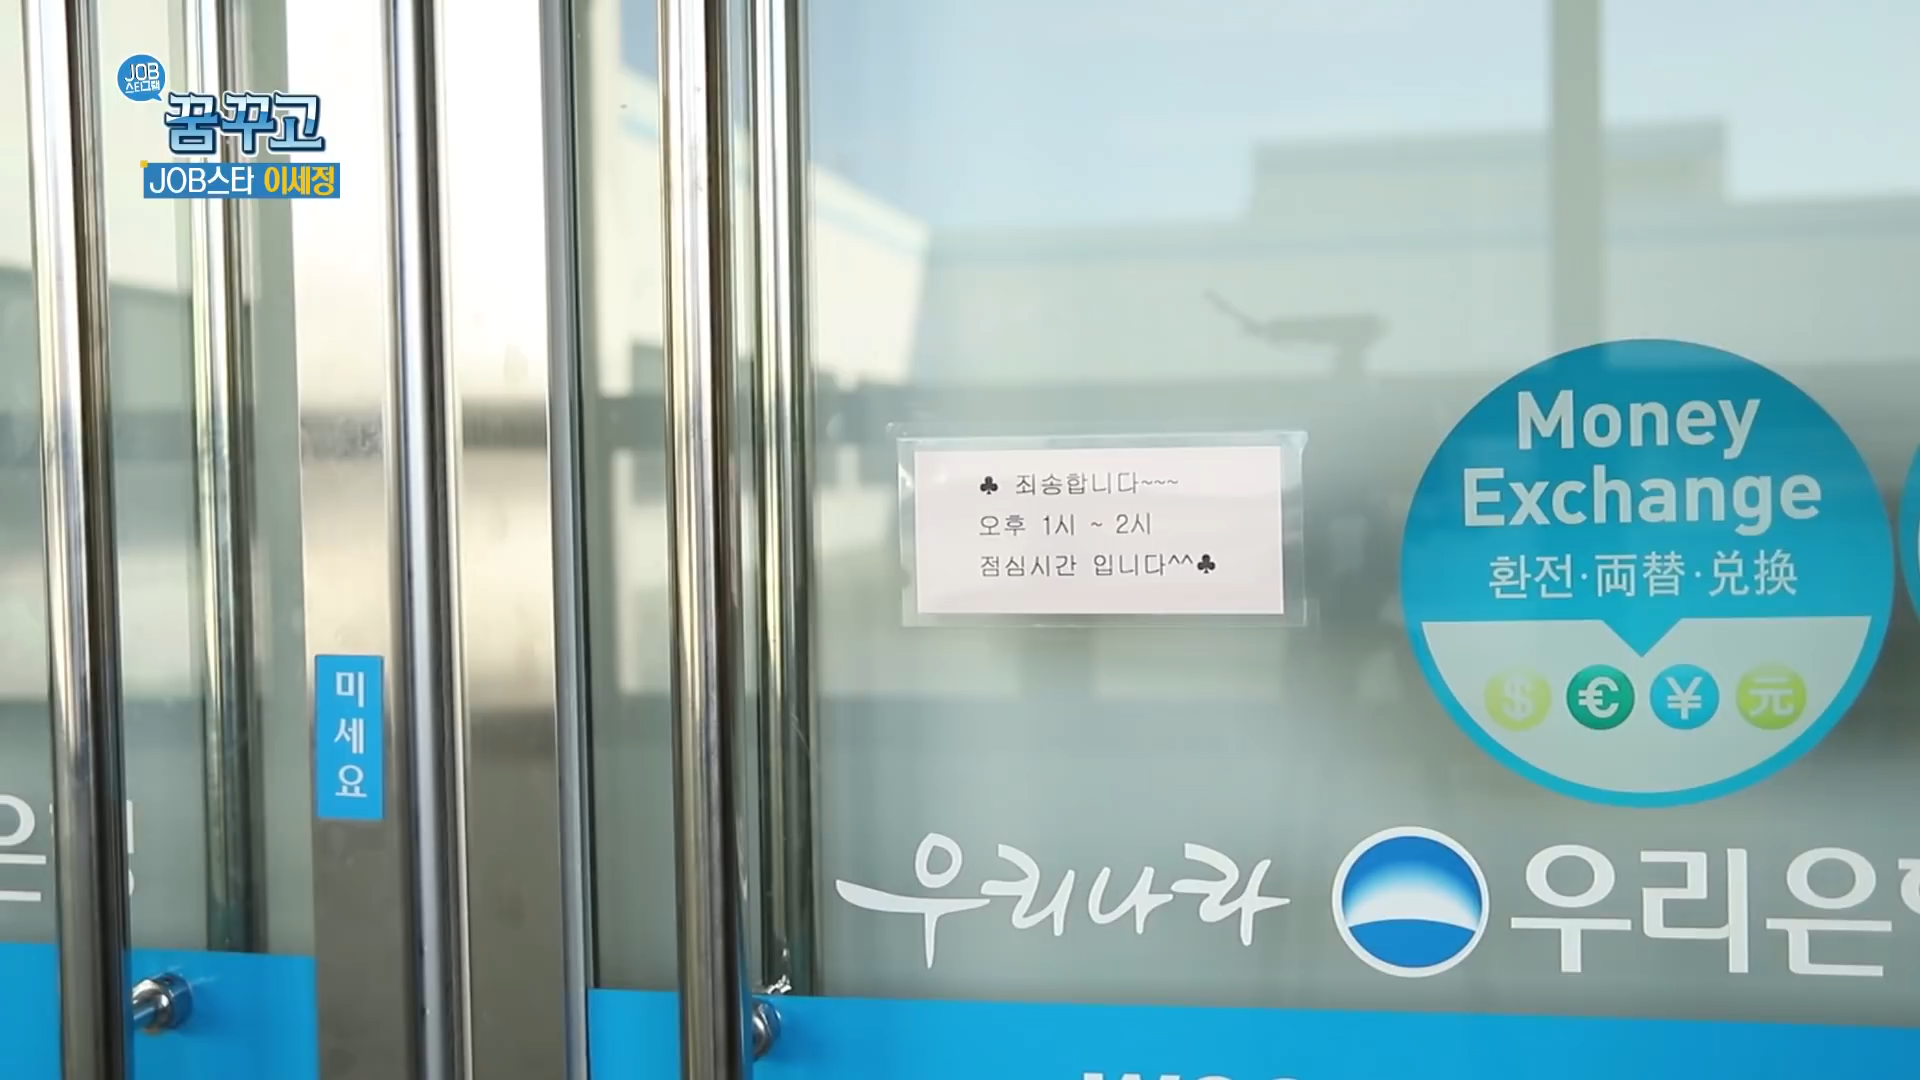 JOB
스타그램
꿈꾸고
JOB스타 이세정
♣ 죄송합니다~~~
오후 1시 ~ 2시
점심시간 입니다^^♣
Money
Exchange
환전·両替·兑换
$ € ¥ 元
미세요
우리나라 우리은